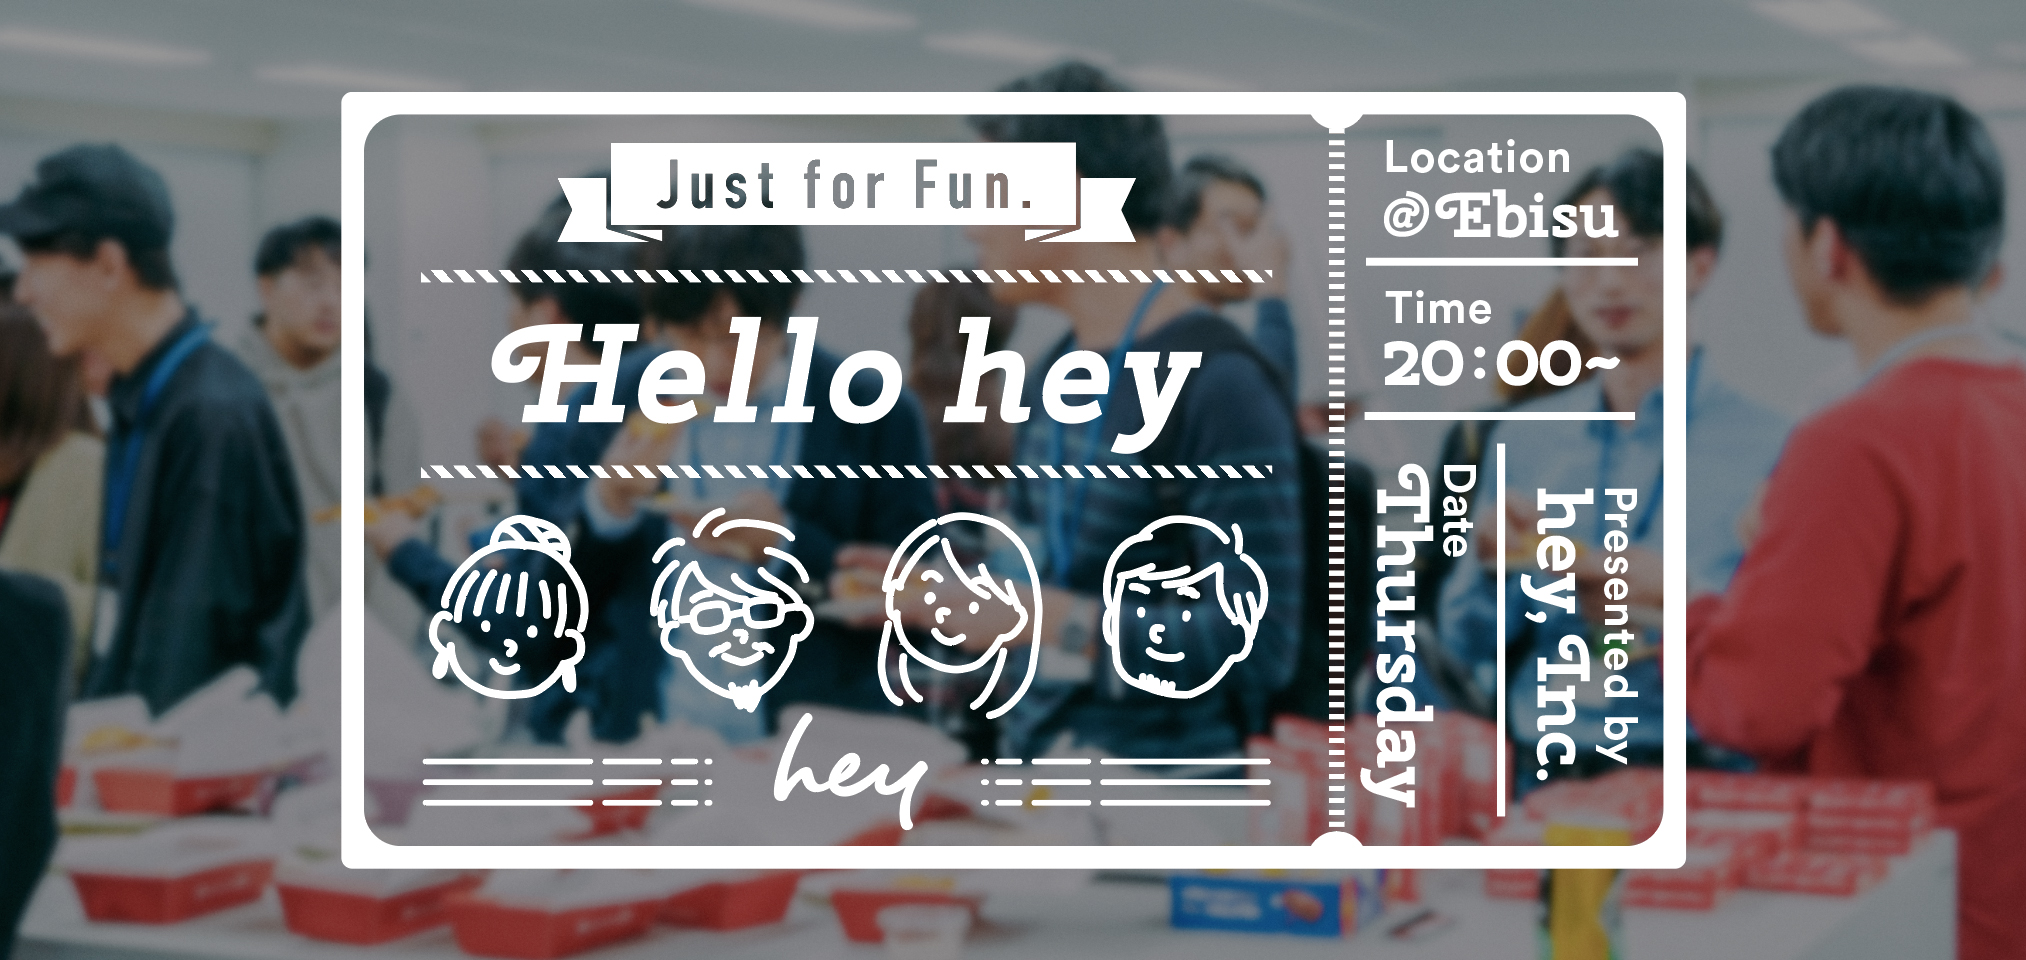 Just for Fun.
Hello hey
hey
Location
@Ebisu
Time
20:00~
Date
Thursday
Presented by
hey, Inc.